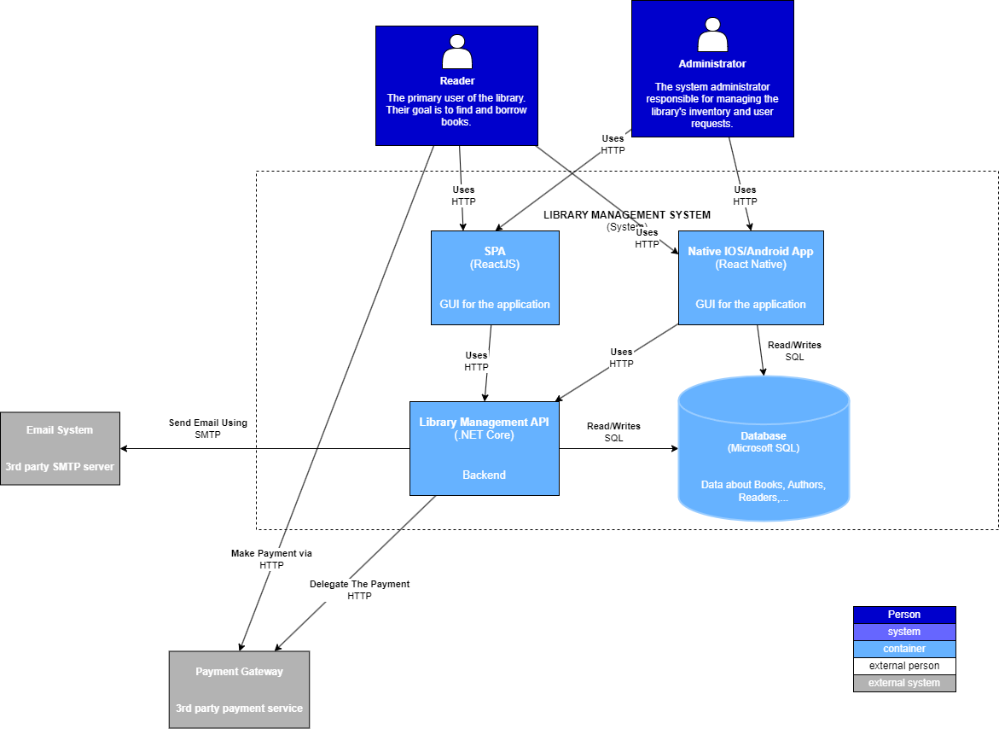 Reader
The primary user of the library.
Their goal is to find and borrow
books.
Administrator
The system administrator
responsible for managing the
library's inventory and user
requests.
Uses
HTTP
Uses
HTTP
Uses
HTTP
LIBRARY MANAGEMENT SYSTEM
(System)
Uses
HTTP
SPA
(ReactJS)
GUI for the application
Native IOS/Android App
(React Native)
GUI for the application
Uses
HTTP
Uses
HTTP
Read/Writes
SQL
Email System
3rd party SMTP server
Send Email Using
SMTP
Library Management API
(.NET Core)
Backend
Read/Writes
SQL
Database
(Microsoft SQL)
Data about Books, Authors,
Readers,...
Make Payment via
HTTP
Delegate The Payment
HTTP
Payment Gateway
3rd party payment service
Person
system
container
external person
external system